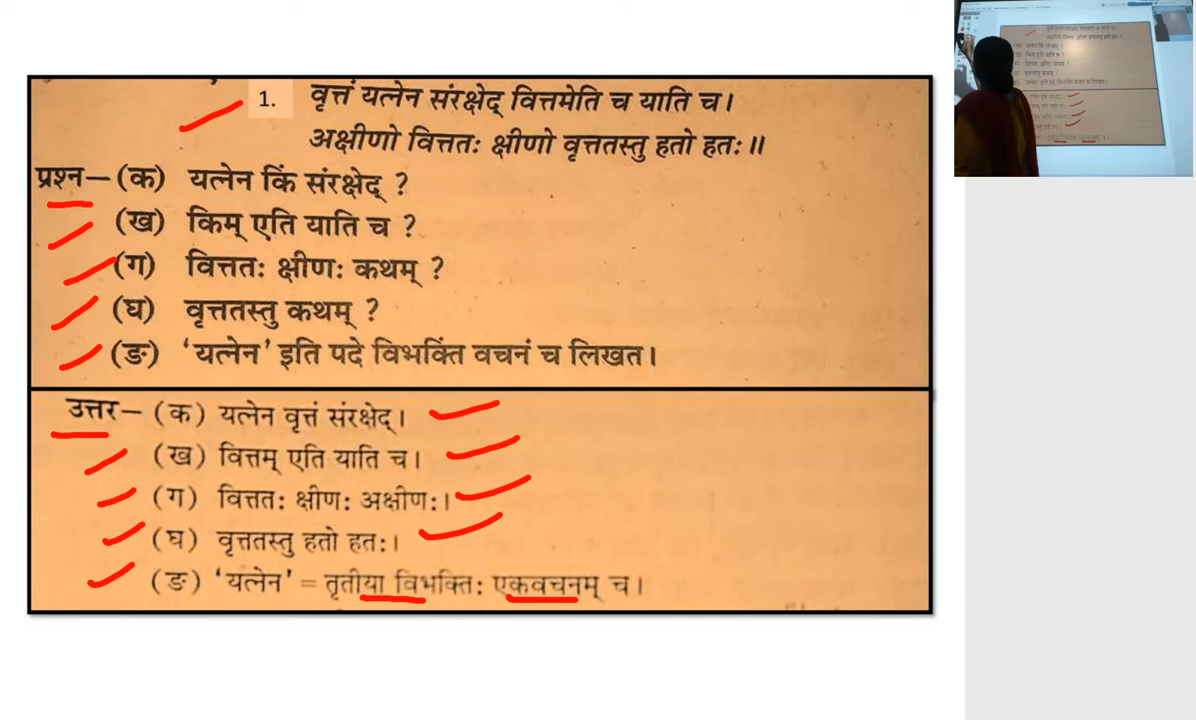 1. वृत्तं यत्नेन संरक्षेद् वित्तमेति च याति च।
अक्षीणो वित्ततः क्षीणो वृत्ततस्तु हतो हतः॥
प्रश्न— (क) यत्नेन किं संरक्षेद् ?
(ख) किम् एति याति च ?
(ग) वित्ततः क्षीणः कथम् ?
(घ) वृत्ततस्तु कथम् ?
(ङ) 'यत्नेन' इति पदे विभक्तिं वचनं च लिखत।
उत्तर— (क) यत्नेन वृत्तं संरक्षेद्।
(ख) वित्तम् एति याति च।
(ग) वित्ततः क्षीणः अक्षीणः।
(घ) वृत्ततस्तु हतो हतः।
(ङ) 'यत्नेन' = तृतीया विभक्तिः एकवचनम् च।